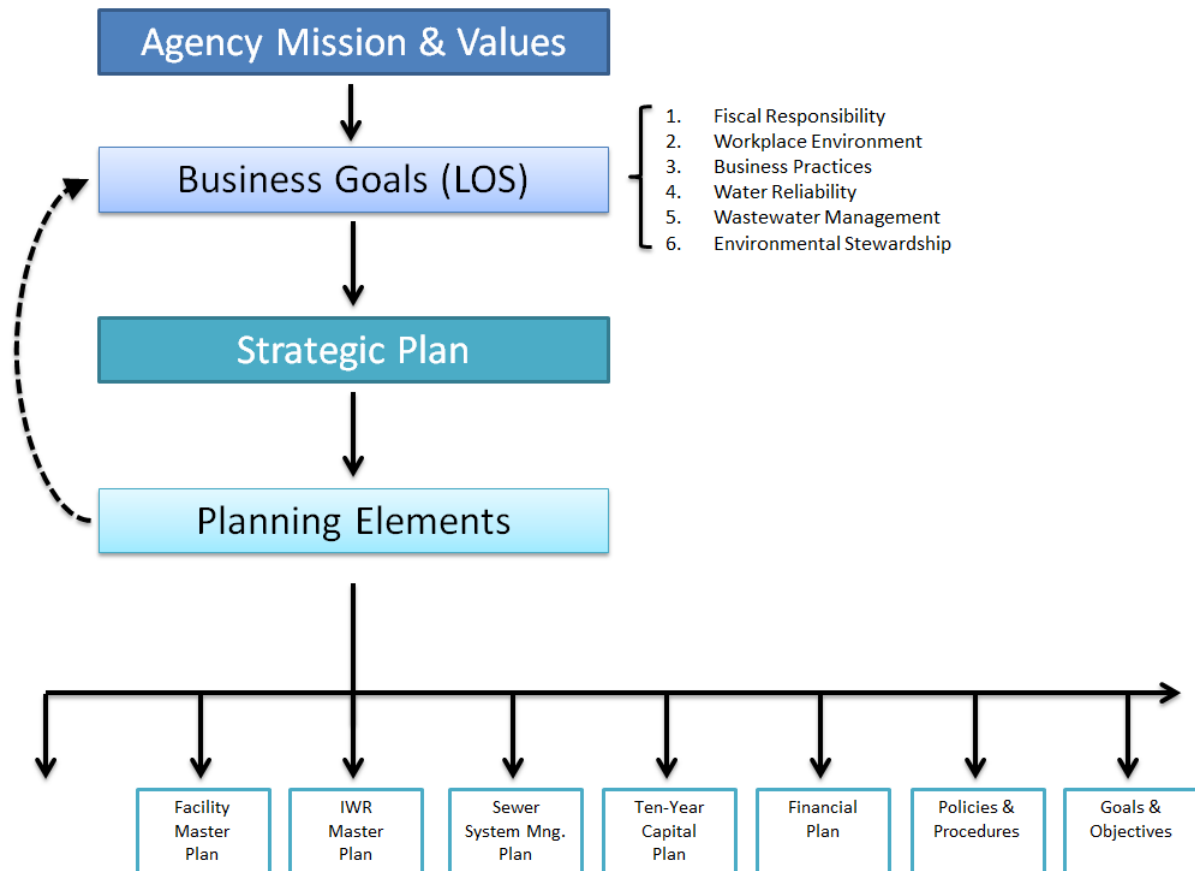 Agency Mission & Values
Business Goals (LOS)
1. Fiscal Responsibility
2. Workplace Environment
3. Business Practices
4. Water Reliability
5. Wastewater Management
6. Environmental Stewardship
Strategic Plan
Planning Elements
Facility
Master
Plan
IWR
Master
Plan
Sewer
System Mng.
Plan
Ten-Year
Capital
Plan
Financial
Plan
Policies &
Procedures
Goals &
Objectives